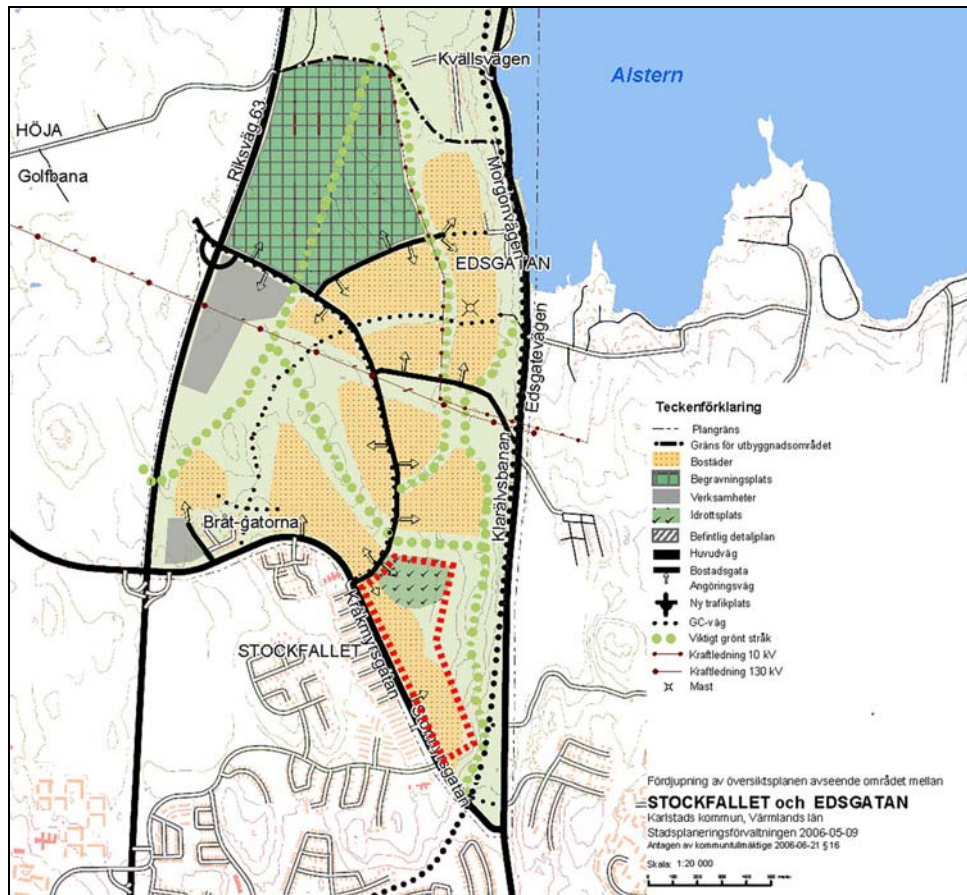 Kvällsvägen
Alstern
HÖJA
Golfbana
Riksväg 63
Morgonvägen
EDSGATAN
Edsgatevägen
Klarälvsbanan
Bråt-gatorna
STOCKFALLET
Kråkmyrsgatan
Stormyrsgatan
Teckenförklaring
Plangräns
Gräns för utbyggnadsområdet
Bostäder
Begravningsplats
Verksamheter
Idrottsplats
Befintlig detaljplan
Huvudväg
Bostadsgata
Angöringsväg
Ny trafikplats
GC-väg
Viktigt grönt stråk
Kraftledning 10 kV
Kraftledning 130 kV
Mast
Fördjupning av översiktsplanen avseende området mellan
STOCKFALLET och EDSGATAN
Karlstads kommun, Värmlands län
Stadsplaneringsförvaltningen 2006-05-09
Antagen av kommunfullmäktige 2006-06-21 § 16
Skala: 1:20 000